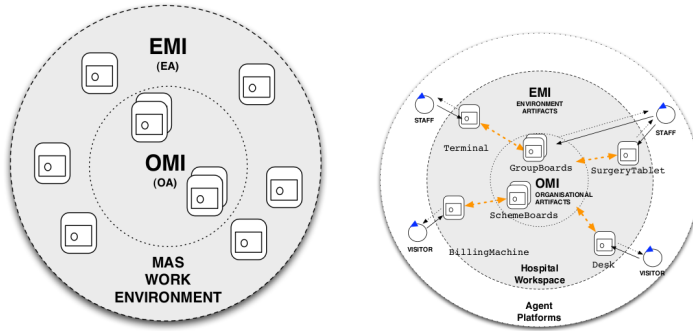 EMI
(EA)
OMI
(OA)
MAS
WORK
ENVIRONMENT
EMI
ENVIRONMENT
ARTIFACTS
STAFF
STAFF
Terminal
GroupBoards
SurgeryTablet
OMI
ORGANISATIONAL
ARTIFACTS
SchemeBoards
VISITOR
BillingMachine
Desk
VISITOR
Hospital
Workspace
Agent
Platforms